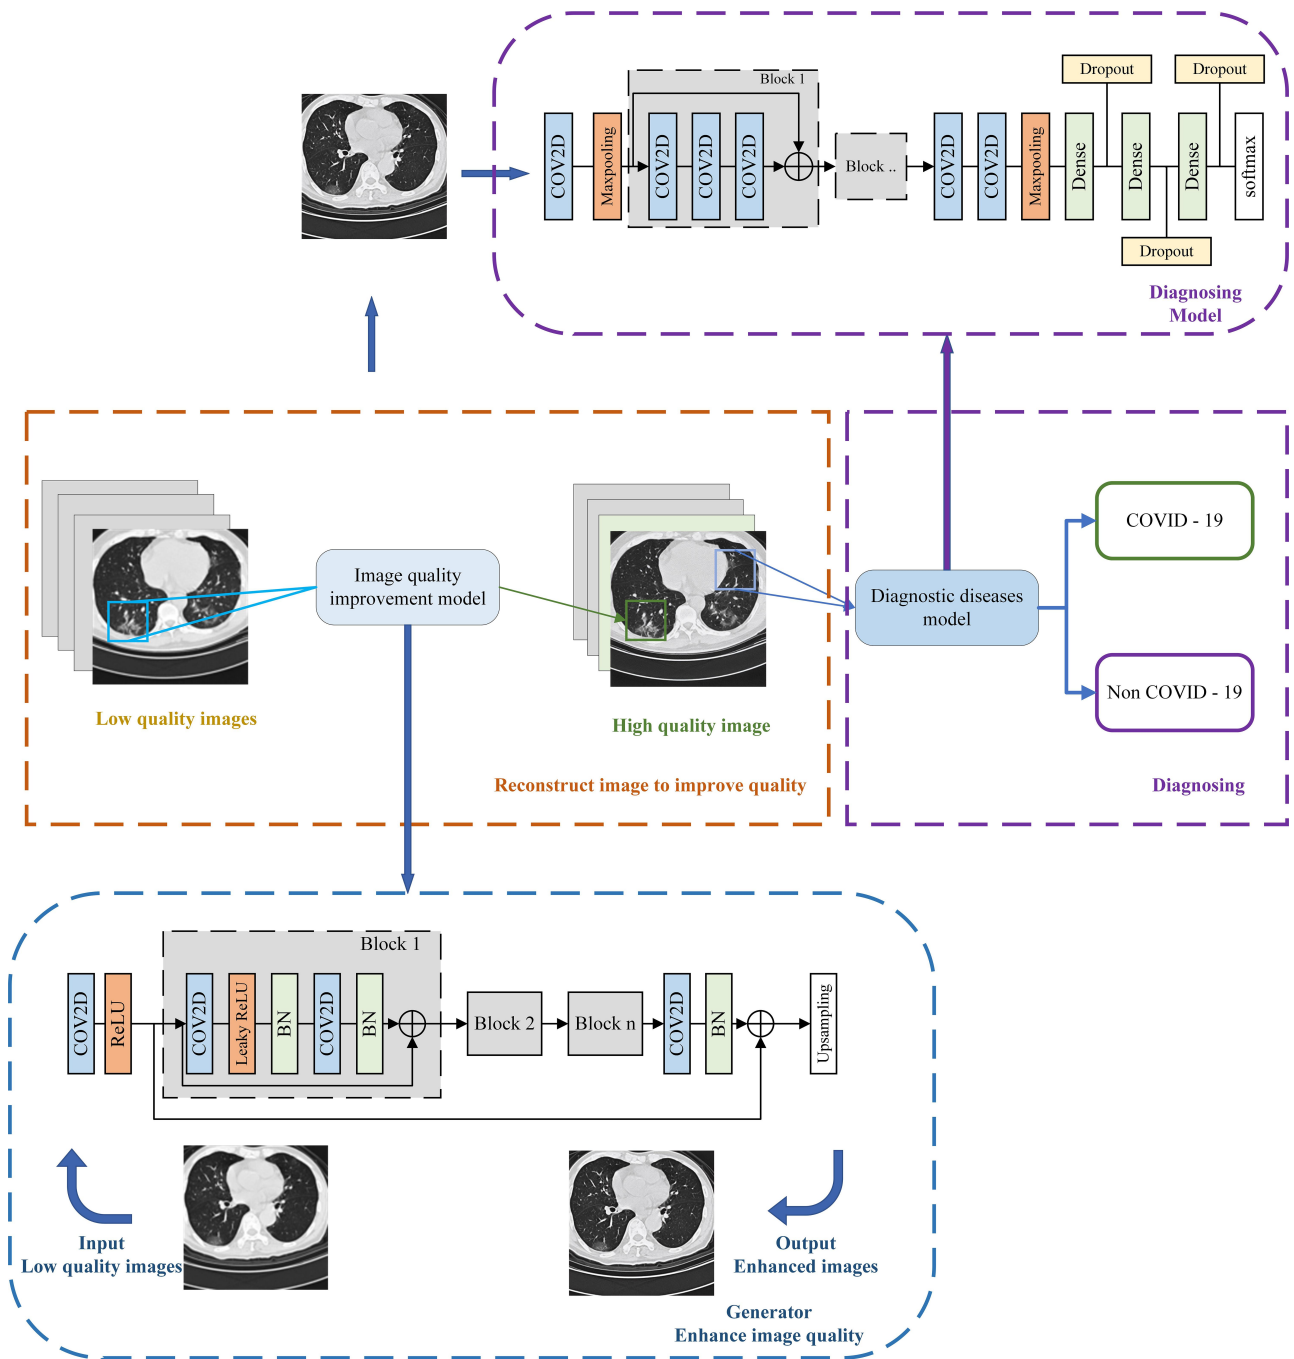 Block 1
Dropout
Dropout
COV2D
Maxpooling
COV2D
COV2D
COV2D
Block ..
COV2D
COV2D
Maxpooling
Dense
Dense
Dense
softmax
Dropout
Diagnosing
Model
Image quality
improvement model
Low quality images
High quality image
Reconstruct image to improve quality
Diagnostic diseases
model
COVID - 19
Non COVID - 19
Diagnosing
Block 1
COV2D
ReLU
COV2D
Leaky ReLU
BN
COV2D
BN
Block 2
Block n
COV2D
BN
Upsampling
Input
Low quality images
Output
Enhanced images
Generator
Enhance image quality